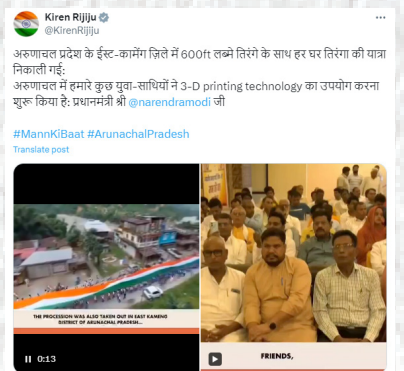 Kiren Rijiju
@KirenRijiju
अरुणाचल प्रदेश के ईस्ट-कामेंग ज़िले में 600ft लम्बे तिरंगे के साथ हर घर तिरंगा की यात्रा
निकाली गई:
अरुणाचल में हमारे कुछ युवा-साथियों ने 3-D printing technology का उपयोग करना
शुरू किया है: प्रधानमंत्री श्री @narendramodi जी
#MannKiBaat #ArunachalPradesh
Translate post
THE PROCESSION WAS ALSO TAKEN OUT IN EAST KAMENG
DISTRICT OF ARUNACHAL PRADESH...
0:13
FRIENDS,